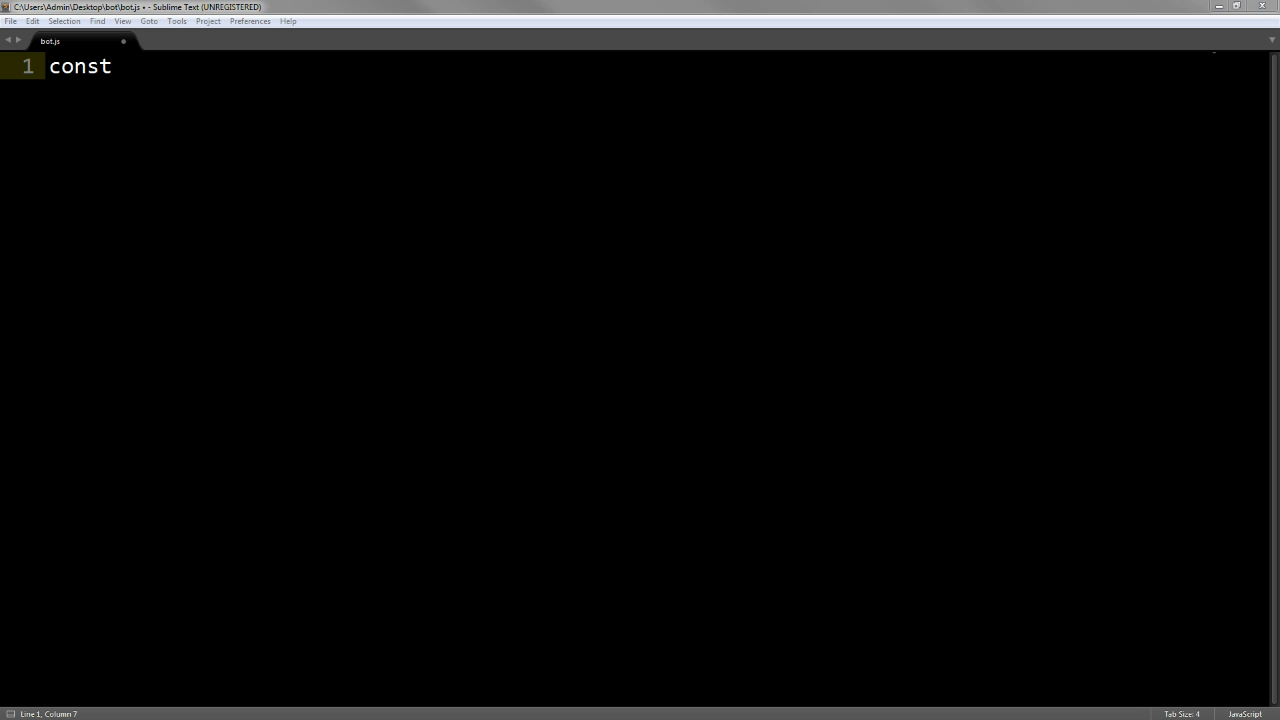 C:\Users\Admin\Desktop\bot\bot.js • - Sublime Text (UNREGISTERED)
File Edit Selection Find View Goto Tools Project Preferences Help
bot.js
1 const
Line 1, Column 7 Tab Size: 4 JavaScript